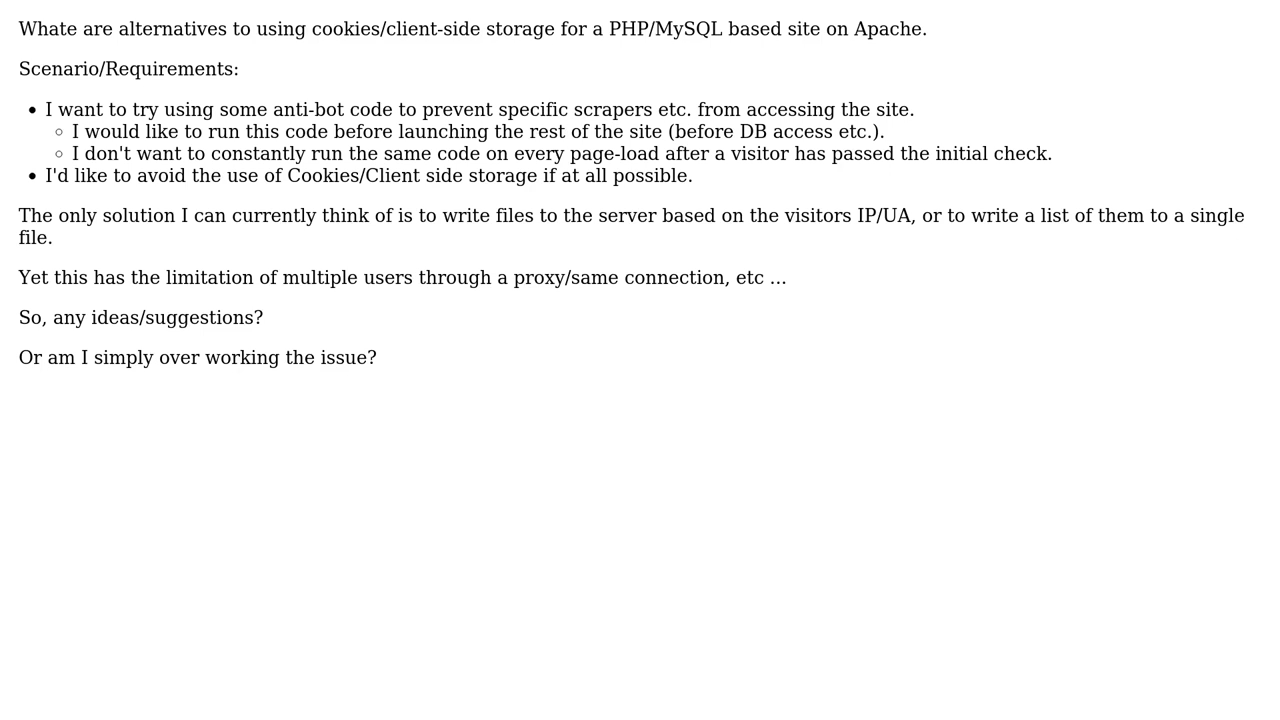 Whate are alternatives to using cookies/client-side storage for a PHP/MySQL based site on Apache.
Scenario/Requirements:
• I want to try using some anti-bot code to prevent specific scrapers etc. from accessing the site.
◦ I would like to run this code before launching the rest of the site (before DB access etc.).
◦ I don't want to constantly run the same code on every page-load after a visitor has passed the initial check.
• I'd like to avoid the use of Cookies/Client side storage if at all possible.
The only solution I can currently think of is to write files to the server based on the visitors IP/UA, or to write a list of them to a single
file.
Yet this has the limitation of multiple users through a proxy/same connection, etc ...
So, any ideas/suggestions?
Or am I simply over working the issue?